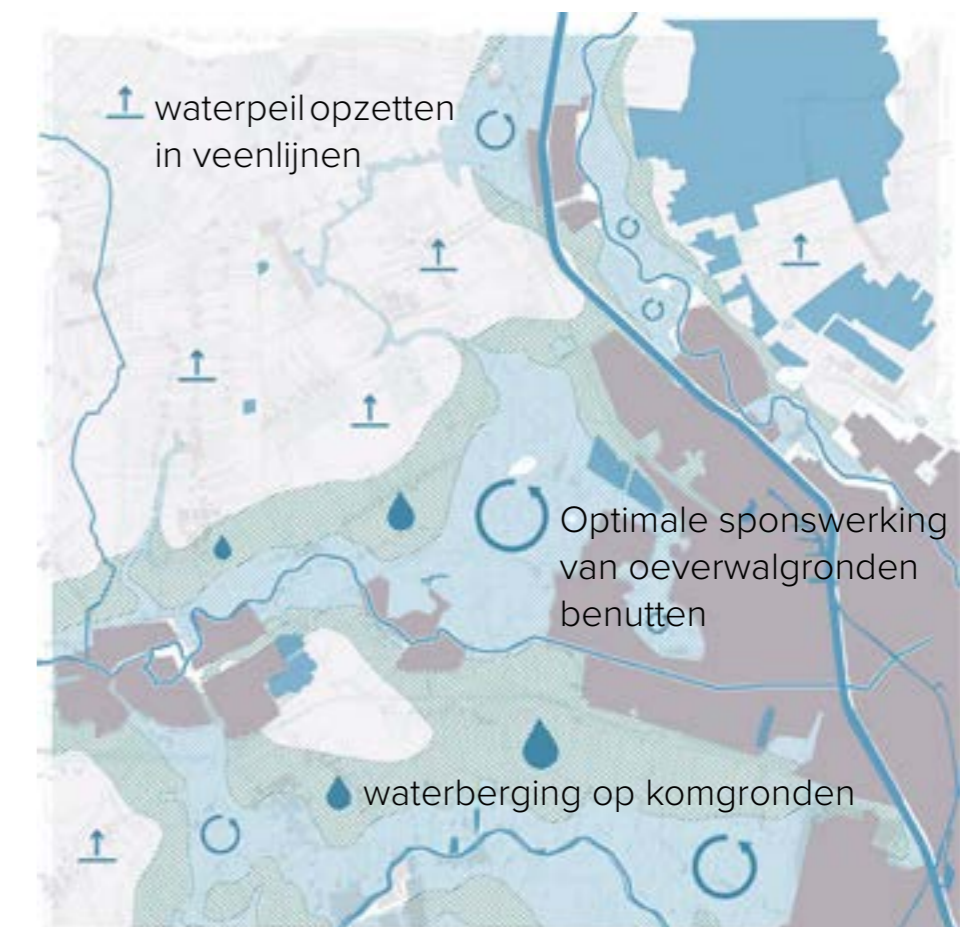 waterpeil opzetten
in veenlijnen
Optimale sponswerking
van oeverwalgronden
benutten
waterberging op komgronden